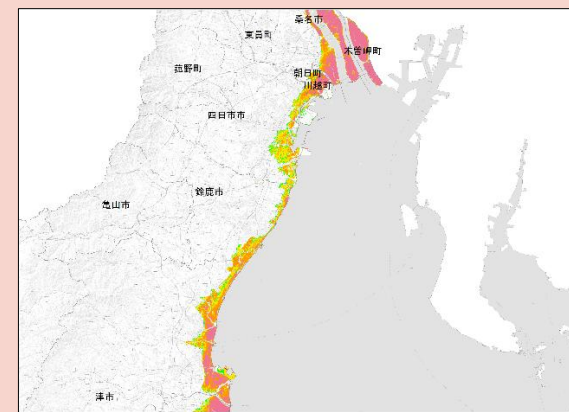 桑名市
東員町
木曽岬町
菰野町
朝日町
川越町
四日市市
鈴鹿市
亀山市
津市